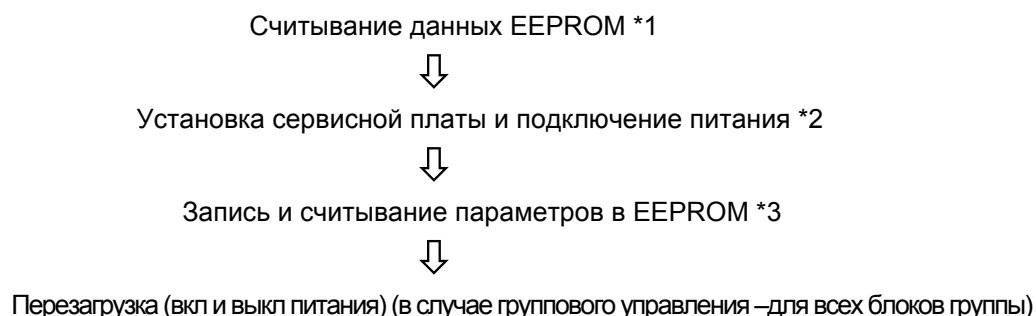 Считывание данных EEPROM *1
Установка сервисной платы и подключение питания *2
Запись и считывание параметров в EEPROM *3
Перезагрузка (вкл и выкл питания) (в случае группового управления –для всех блоков группы)